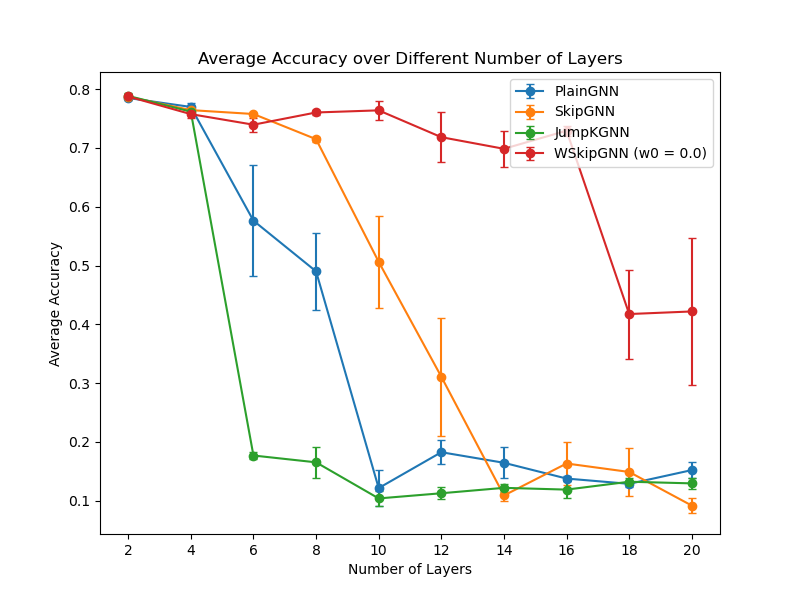 Average Accuracy over Different Number of Layers
PlainGNN
SkipGNN
JumpKGNN
WSkipGNN (w0 = 0.0)
Average Accuracy
0.8
0.7
0.6
0.5
0.4
0.3
0.2
0.1
2 4 6 8 10 12 14 16 18 20
Number of Layers